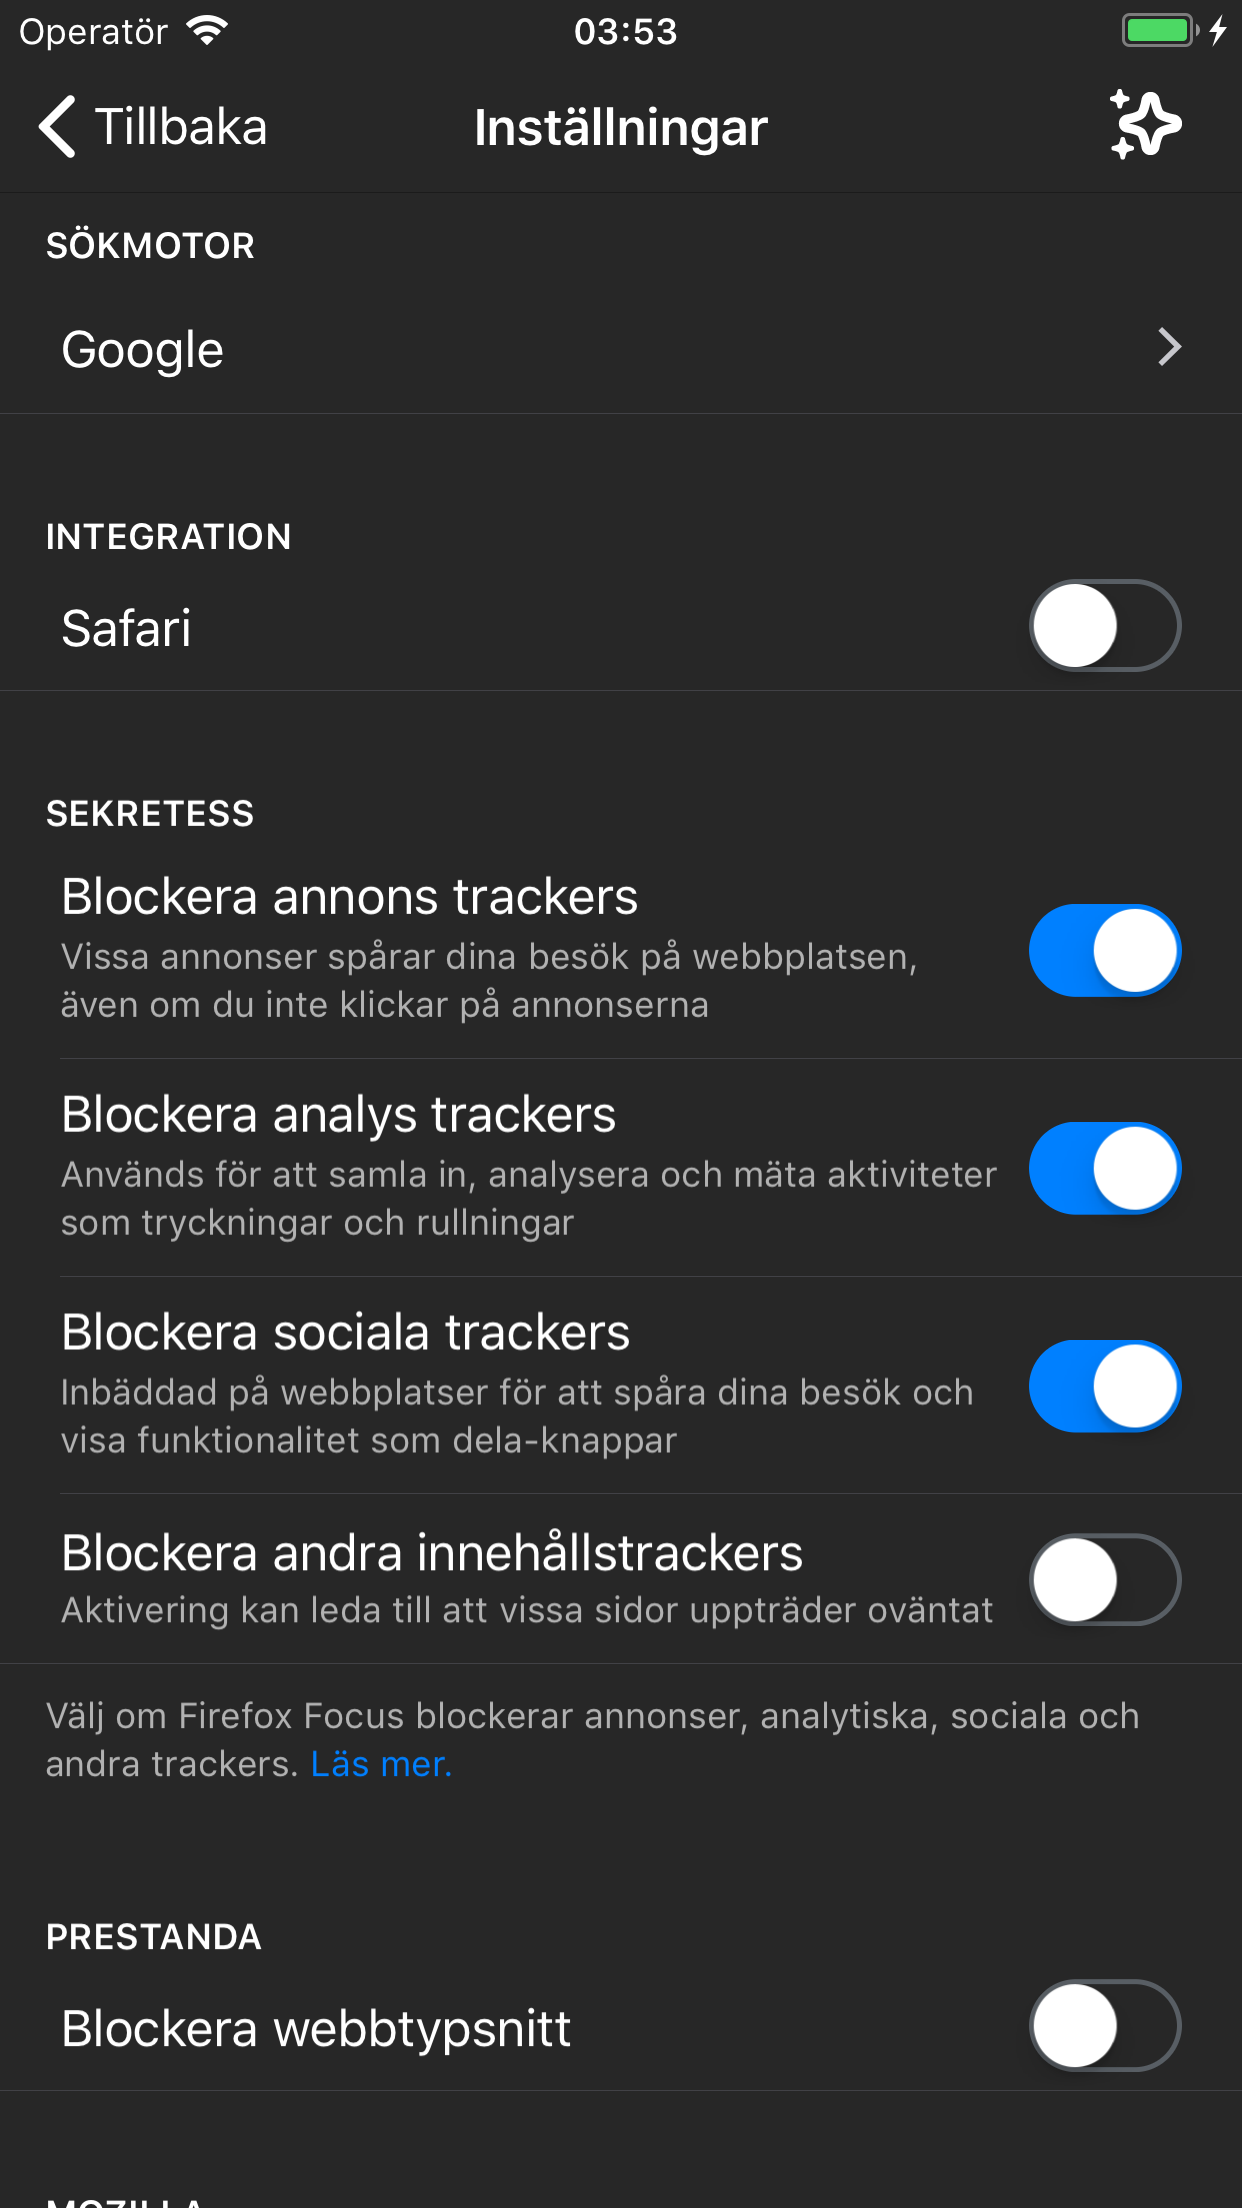 Operatör 03:53
Tillbaka Inställningar
SÖKMOTOR
Google
INTEGRATION
Safari
SEKRETESS
Blockera annons trackers
Vissa annonser spårar dina besök på webbplatsen,
även om du inte klickar på annonserna
Blockera analys trackers
Används för att samla in, analysera och mäta aktiviteter
som tryckningar och rullningar
Blockera sociala trackers
Inbäddad på webbplatser för att spåra dina besök och
visa funktionalitet som dela-knappar
Blockera andra innehållstrackers
Aktivering kan leda till att vissa sidor uppträder oväntat
Välj om Firefox Focus blockerar annonser, analytiska, sociala och
andra trackers. Läs mer.
PRESTANDA
Blockera webbtypsnitt
MOZILLA